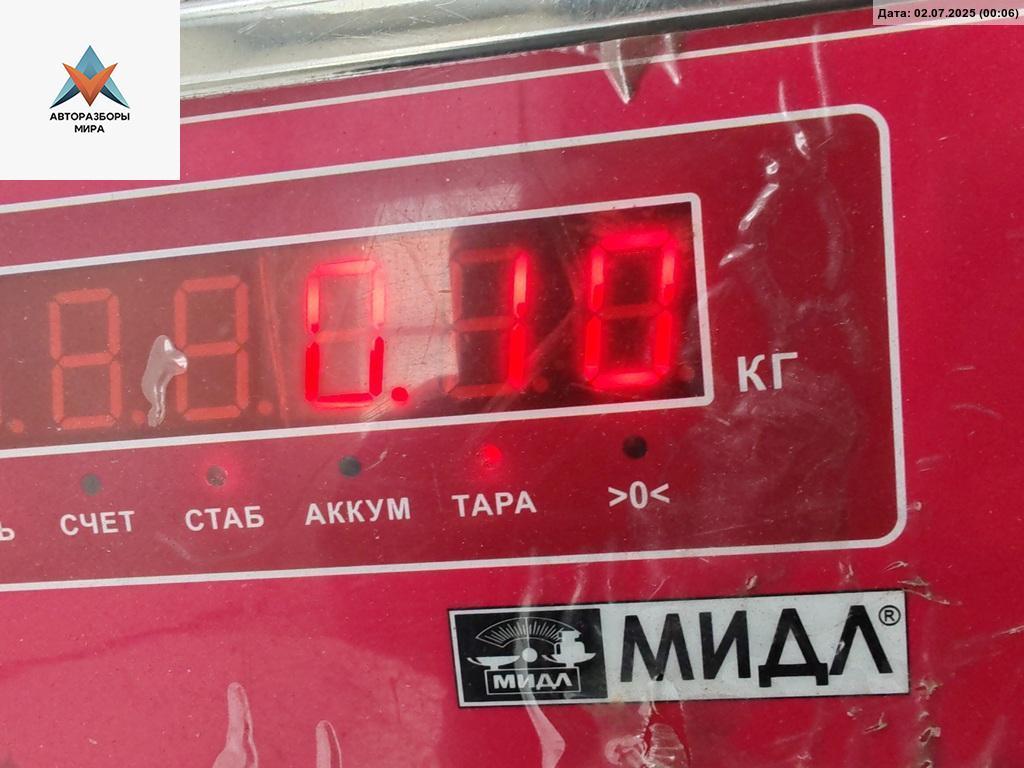 Дата: 02.07.2025 (00:06)
АВТОРАЗБОРЫ
МИРА
0.10
КГ
Ь
СЧЕТ
СТАБ
АККУМ
ТАРА
>0<
МИДЛ
МИДЛ®